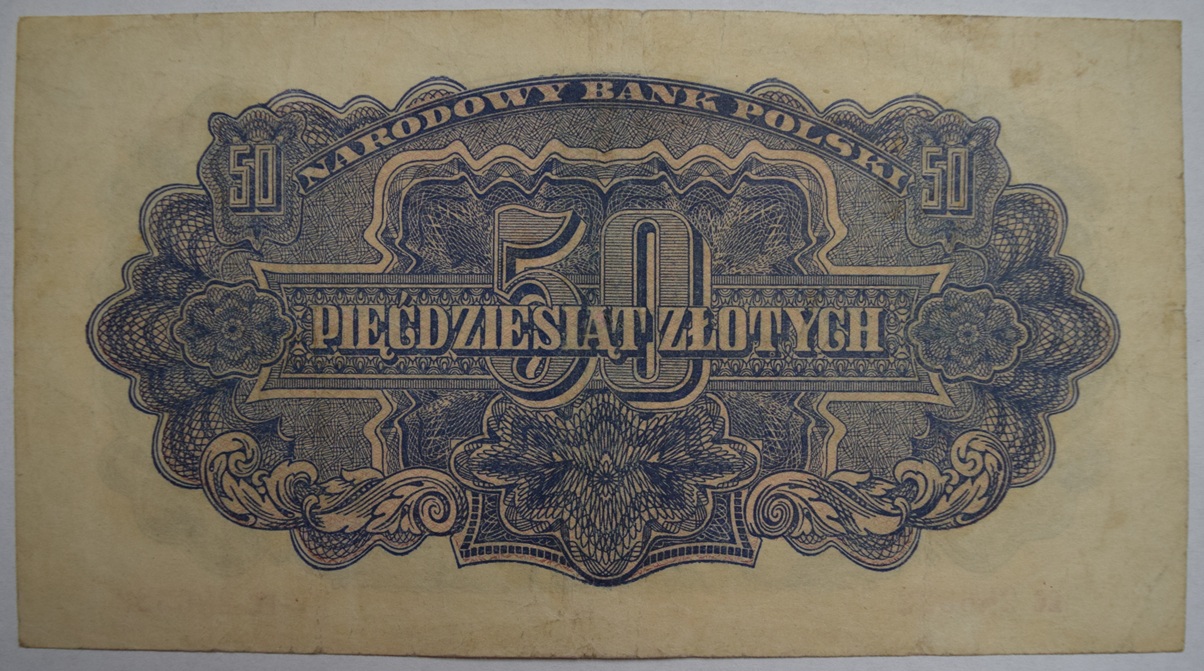 NARODOWY BANK POLSKI
50 50
50
PIĘĆDZIESIĄT ZŁOTYCH